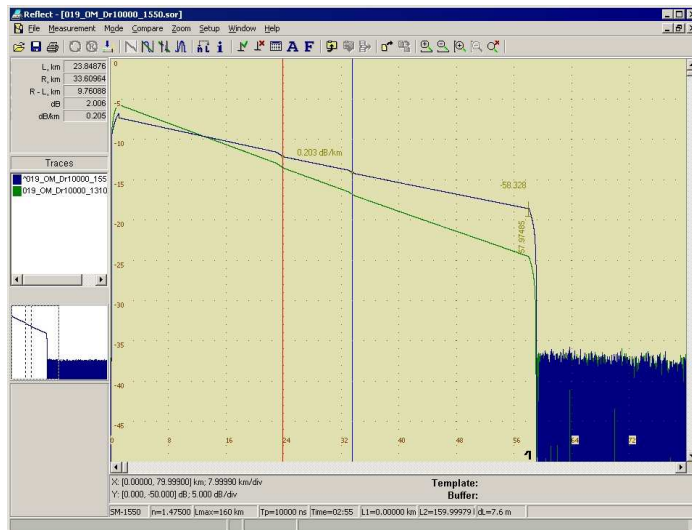 Reflect - [019_OM_Dr10000_1550.sor]
File Measurement Mode Compare Zoom Setup Window Help
A F
L, km 23.84876
R, km 33.60964
R - L, km 9.76088
dB 2.006
dB/km 0.205
Traces
^019_OM_Dr10000_155
019_OM_Dr10000_1310
0
-5
-10
-15
-20
-25
-30
-35
-40
-45
0.203 dB/km
-58.328
57.97485
0 8 16 24 32 40 48 56 64 72
X: [0.00000, 79.99900] km; 7.99990 km/div
Y: [0.000, -50.000] dB; 5.000 dB/div
Template:
Buffer:
SM-1550 n=1.47500 Lmax=160 km Tp=10000 ns Time=02:55 L1=0.00000 km L2=159.99979 dL=7.6 m